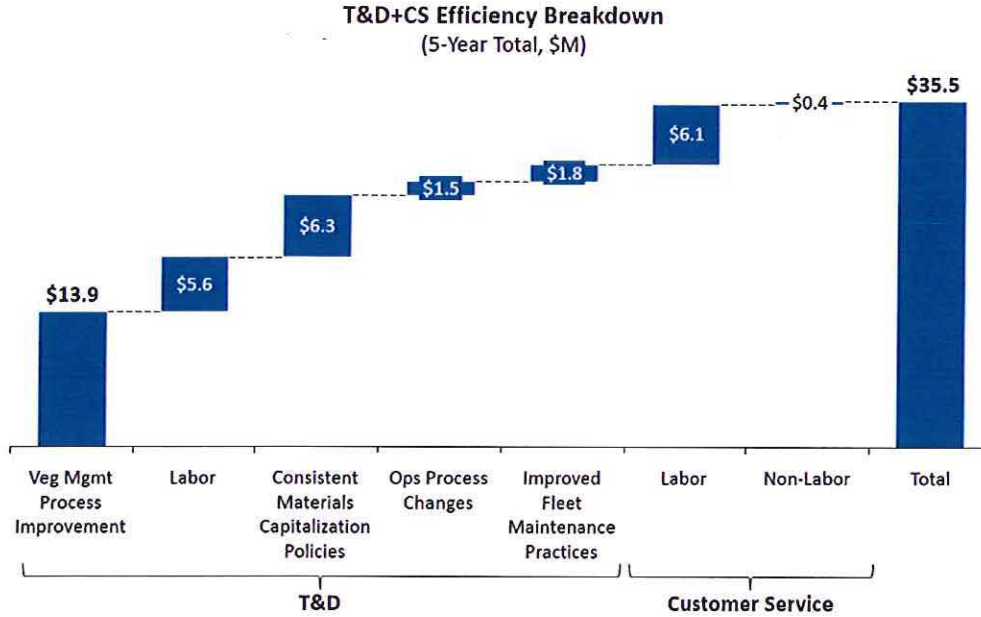 T&D+CS Efficiency Breakdown
(5-Year Total, $M)
$13.9
$5.6
$6.3
$1.5
$1.8
$6.1
$0.4
$35.5
Veg Mgmt
Process
Improvement
Labor
Consistent
Materials
Capitalization
Policies
Ops Process
Changes
Improved
Fleet
Maintenance
Practices
Labor
Non-Labor
Total
T&D
Customer Service